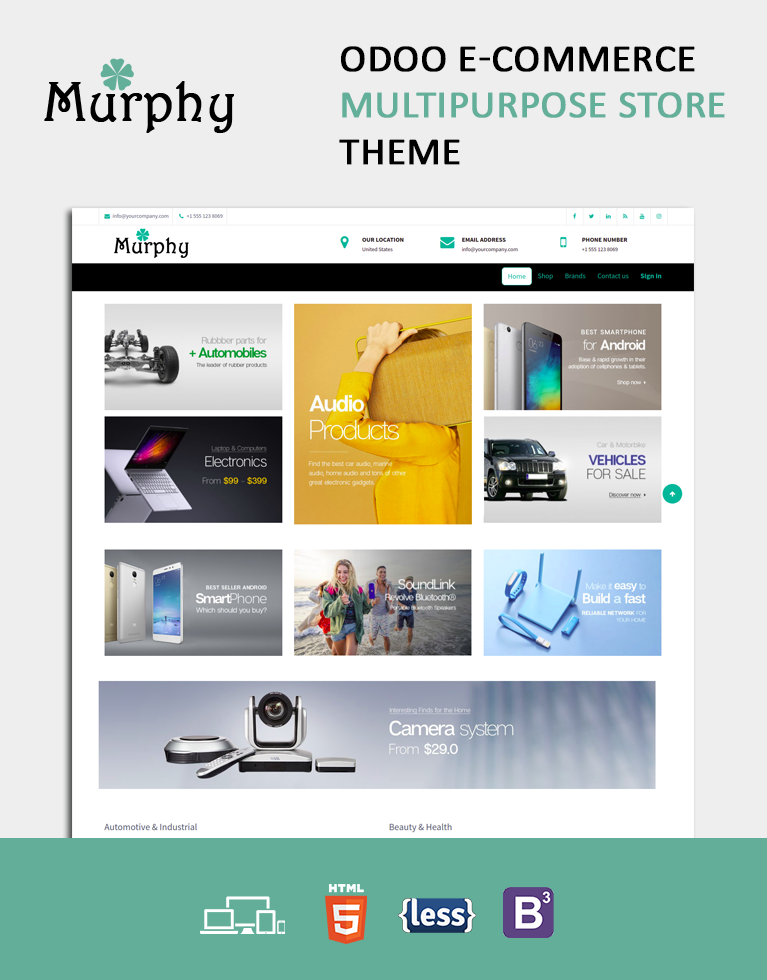 Murphy
ODOO E-COMMERCE
MULTIPURPOSE STORE
THEME
info@yourcompany.com
+1 555 123 8069
Murphy
OUR LOCATION
United States
EMAIL ADDRESS
info@yourcompany.com
PHONE NUMBER
+1 555 123 8069
Home
Shop
Brands
Contact us
Sign in
Rubbber parts for
+ Automobiles
The leader of rubber products
Audio
Products
Find the best car audio, marine
audio, home audio and tons of other
great electronic gadgets.
BEST SMARTPHONE
for Android
Base & rapid growth in their
adoption of cellphones & tablets.
Shop now
Laptop & Computers
Electronics
From $99 - $399
Car & Motorbike
VEHICLES
FOR SALE
Discover now
BEST SELLER ANDROID
SmartPhone
Which should you buy?
SoundLink
Revolve Bluetooth®
Portable Bluetooth Speakers
Make it easy to
Build a fast
RELIABLE NETWORK FOR
YOUR HOME
Interesting Finds for the Home
Camera system
From $29.0
Automotive & Industrial
Beauty & Health
HTML
5
{less}
B3